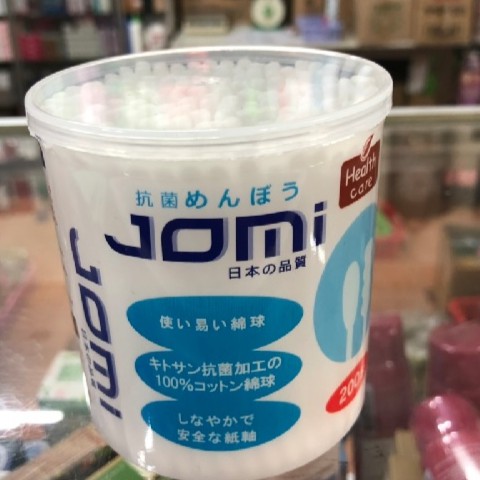 Health
care
抗菌めんぼう
JOMI
日本の品質
使い易い綿球
キトサン抗菌加工の
100%コットン綿球
しなやかで
安全な紙軸
JOMI